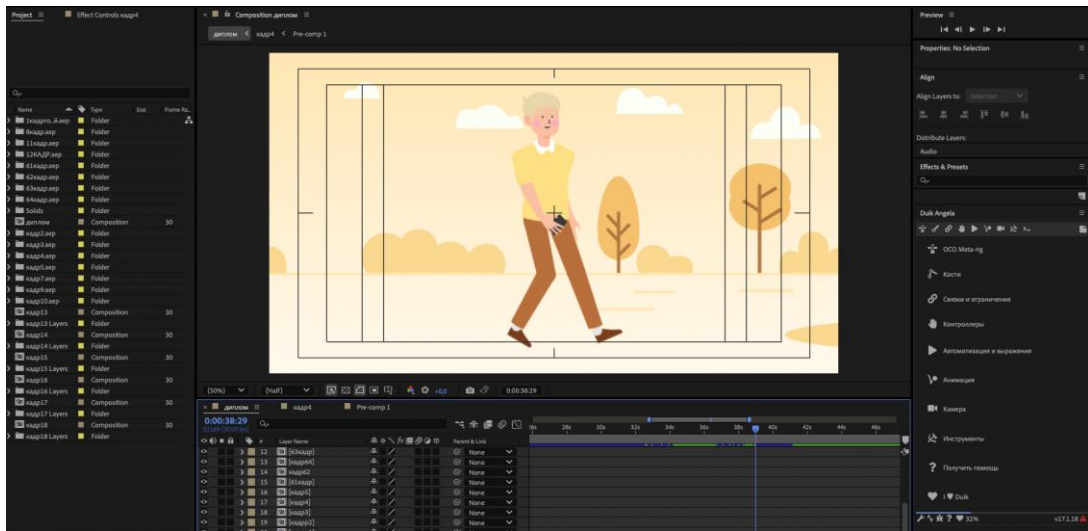 Project
Effect Controls кадр4
Composition диплом
диплом
кадр4
Pre-comp 1
Name
Type
Size
Frame Ra..
1кадрго..й.aep
Folder
8кадр.aep
Folder
11кадр.aep
Folder
12КАДР.aep
Folder
61кадр.aep
Folder
62кадр.aep
Folder
63кадр.aep
Folder
64кадр.aep
Folder
Solids
Folder
диплом
Composition
30
кадр2.aep
Folder
кадр3.aep
Folder
кадр4.aep
Folder
кадр5.aep
Folder
кадр7.aep
Folder
кадр9.aep
Folder
кадр10.aep
Folder
кадр13
Composition
30
кадр13 Layers
Folder
кадр14
Composition
30
кадр14 Layers
Folder
кадр15
Composition
30
кадр15 Layers
Folder
кадр16
Composition
30
кадр16 Layers
Folder
кадр17
Composition
30
кадр17 Layers
Folder
кадр18
Composition
30
кадр18 Layers
Folder
(50%)
(Half)
+0,0
0:00:38:29
диплом
кадр4
Pre-comp 1
0:00:38:29
26s
28s
30s
32s
34s
36s
38s
40s
42s
44s
46s
#
Layer Name
Parent & Link
12 [63кадр]
None
13 [кадр64]
None
14 кадр62
None
15 [61кадр]
None
16 [кадр5]
None
17 [кадр4]
None
18 [кадр3]
None
19 [кадрр2]
None
Preview
Properties: No Selection
Align
Align Layers to: Selection
Distribute Layers:
Audio
Effects & Presets
Duik Angela
OCO Meta-rig
Кости
Связки и ограничения
Контроллеры
Автоматизация и выражения
Анимация
Камера
Инструменты
Получить помощь
I ♥ Duik
? ♥ 32%
v17.1.18